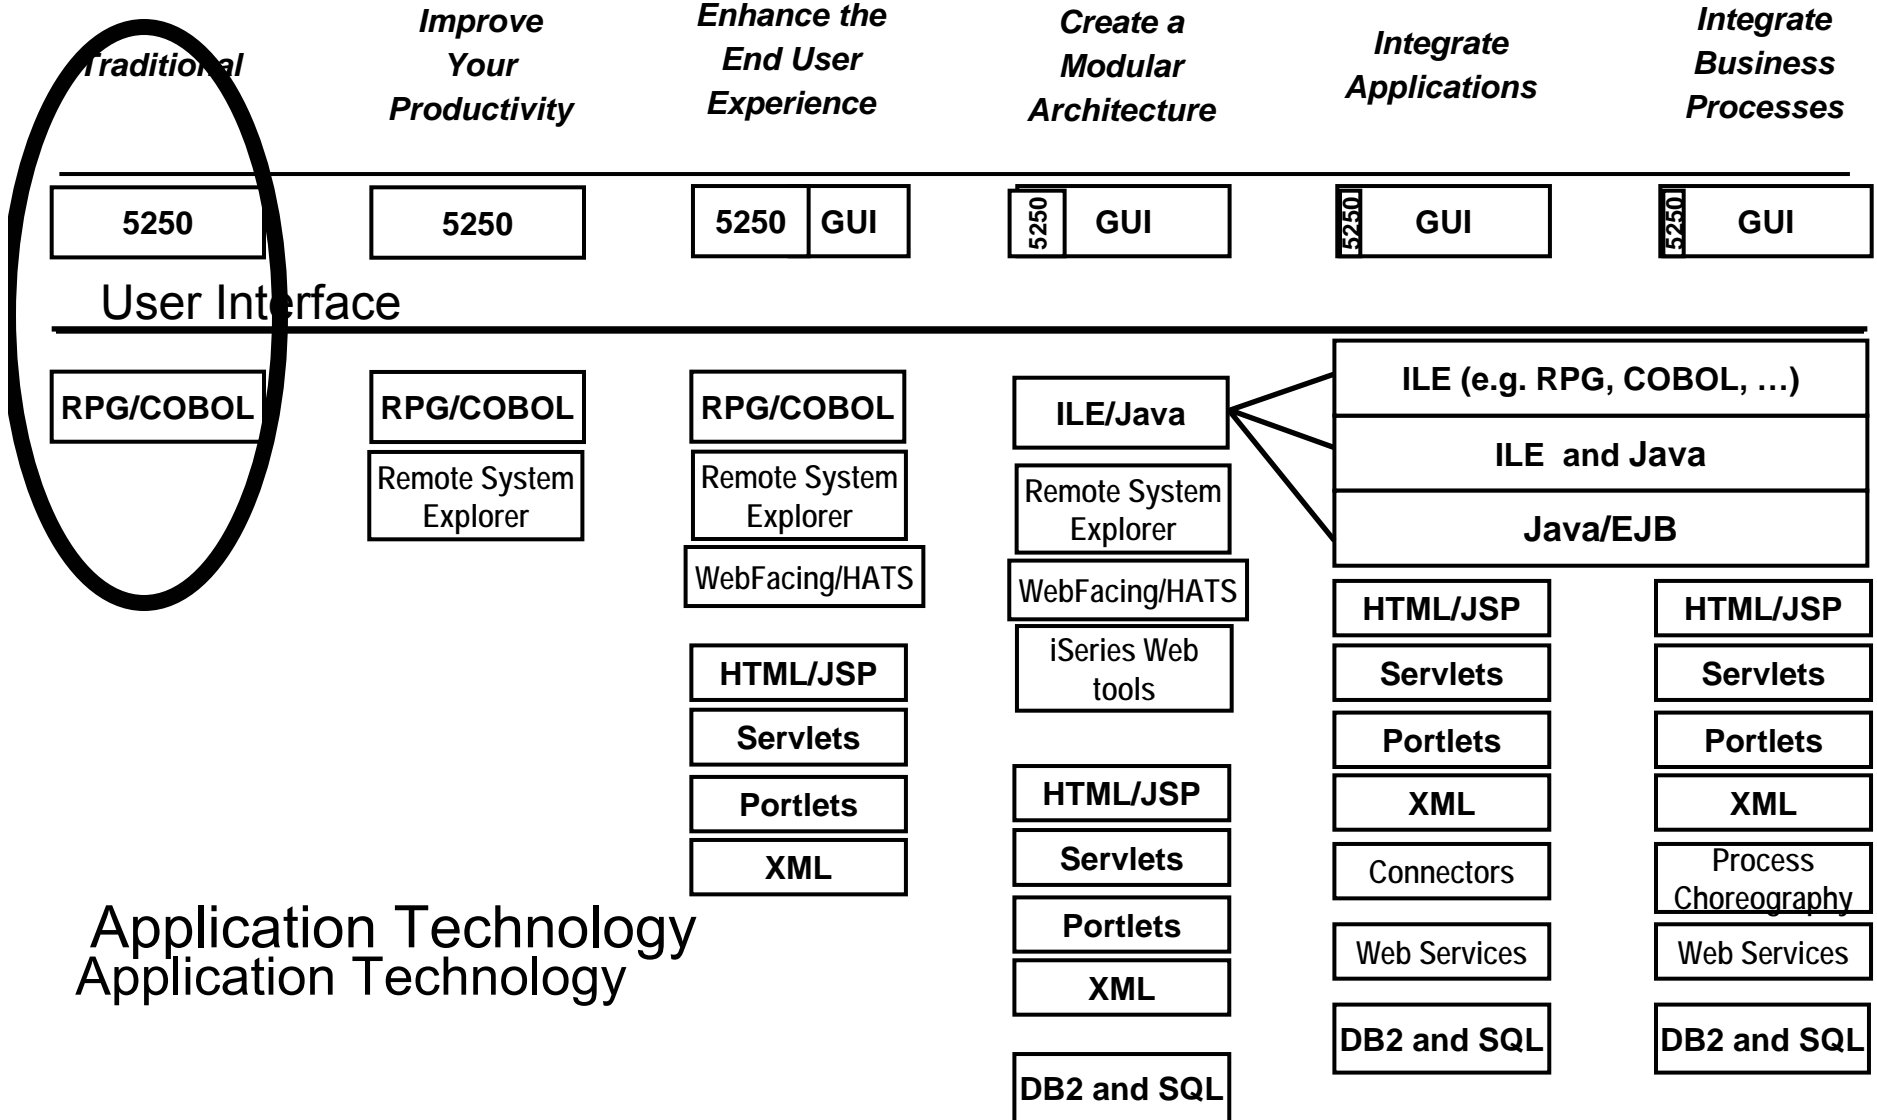 Traditional
Improve
Your
Productivity
Enhance the
End User
Experience
Create a
Modular
Architecture
Integrate
Applications
Integrate
Business
Processes
5250
5250
5250 GUI
5250 GUI
5250 GUI
5250 GUI
User Interface
RPG/COBOL
RPG/COBOL
Remote System
Explorer
RPG/COBOL
Remote System
Explorer
WebFacing/HATS
HTML/JSP
Servlets
Portlets
XML
ILE/Java
Remote System
Explorer
WebFacing/HATS
iSeries Web
tools
HTML/JSP
Servlets
Portlets
XML
DB2 and SQL
ILE (e.g. RPG, COBOL, …)
ILE and Java
Java/EJB
HTML/JSP
Servlets
Portlets
XML
Connectors
Web Services
DB2 and SQL
HTML/JSP
Servlets
Portlets
XML
Process
Choreography
Web Services
DB2 and SQL
Application Technology
Application Technology